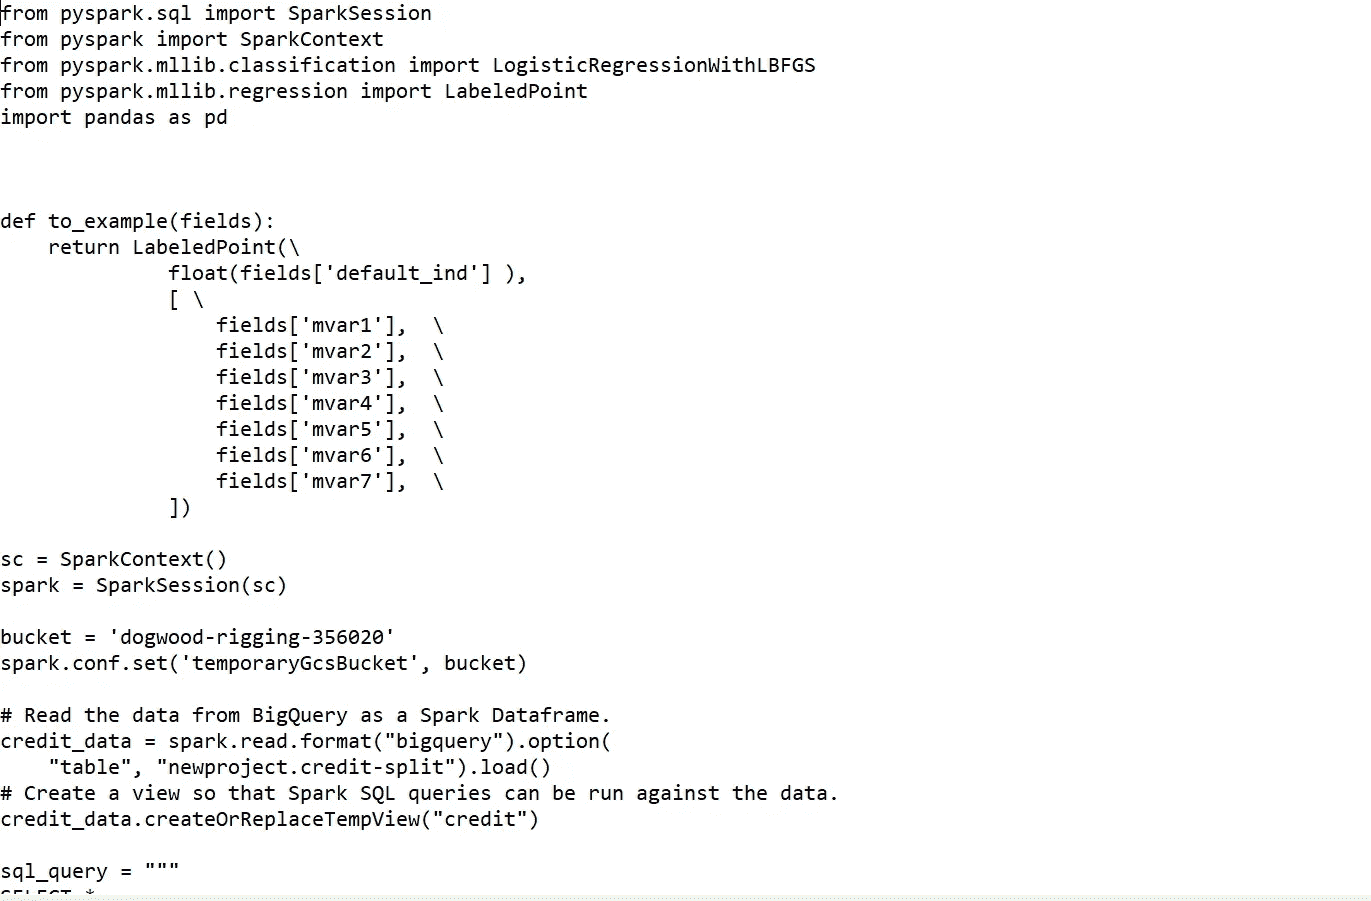 from pyspark.sql import SparkSession
from pyspark import SparkContext
from pyspark.mllib.classification import LogisticRegressionWithLBFGS
from pyspark.mllib.regression import LabeledPoint
import pandas as pd
def to_example(fields):
    return LabeledPoint(\
              float(fields['default_ind'] ),
              [ \
                  fields['mvar1'],  \
                  fields['mvar2'],  \
                  fields['mvar3'],  \
                  fields['mvar4'],  \
                  fields['mvar5'],  \
                  fields['mvar6'],  \
                  fields['mvar7'],  \
              ])
sc = SparkContext()
spark = SparkSession(sc)
bucket = 'dogwood-rigging-356020'
spark.conf.set('temporaryGcsBucket', bucket)
# Read the data from BigQuery as a Spark Dataframe.
credit_data = spark.read.format("bigquery").option(
    "table", "newproject.credit-split").load()
# Create a view so that Spark SQL queries can be run against the data.
credit_data.createOrReplaceTempView("credit")
sql_query = """
SELECT *